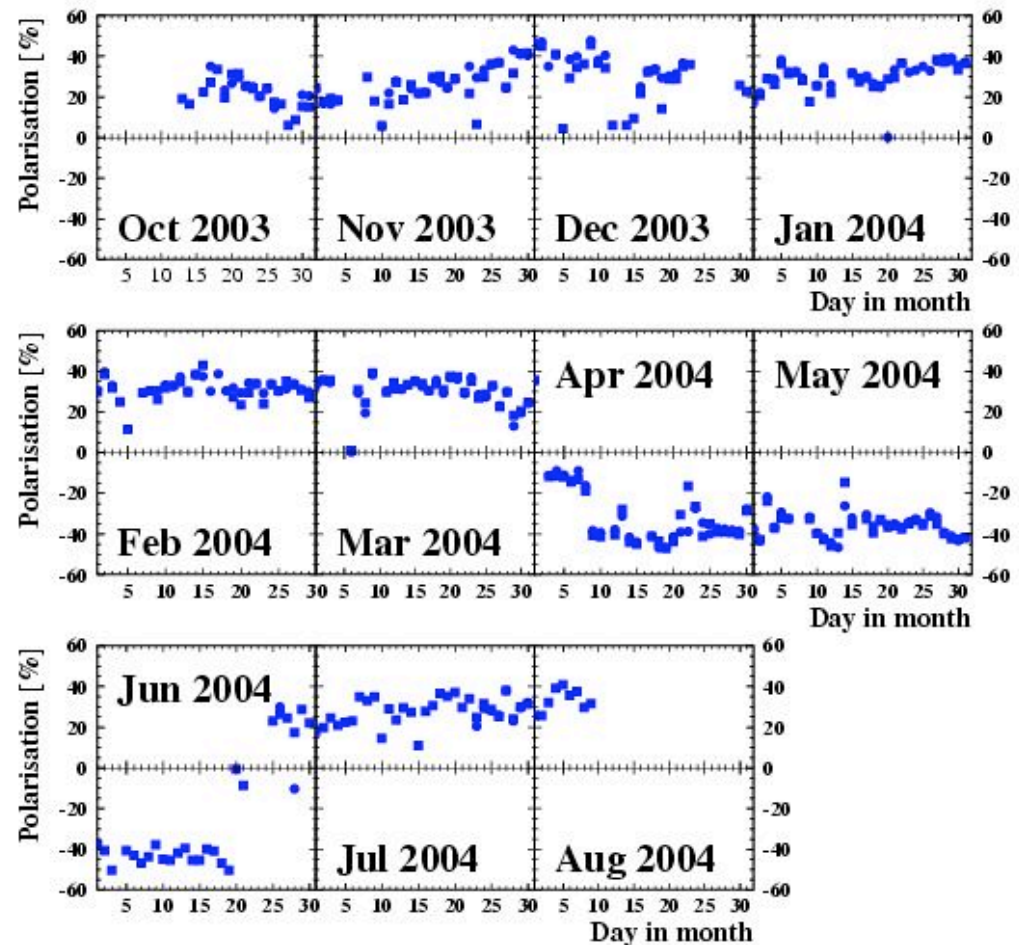 Polarisation [%]
60 60
40 40
20 20
0 0
-20 -20
-40 -40
-60 -60
Oct 2003 Nov 2003 Dec 2003 Jan 2004
5 10 15 20 25 30 5 10 15 20 25 30 5 10 15 20 25 30 5 10 15 20 25 30
Day in month
Polarisation [%]
60 60
40 40
20 20
0 0
-20 -20
-40 -40
-60 -60
Apr 2004 May 2004
Feb 2004 Mar 2004
5 10 15 20 25 30 5 10 15 20 25 30 5 10 15 20 25 30 5 10 15 20 25 30
Day in month
Polarisation [%]
60 60
40 40
20 20
0 0
-20 -20
-40 -40
-60 -60
Jun 2004
Jul 2004 Aug 2004
5 10 15 20 25 30 5 10 15 20 25 30 5 10 15 20 25 30
Day in month